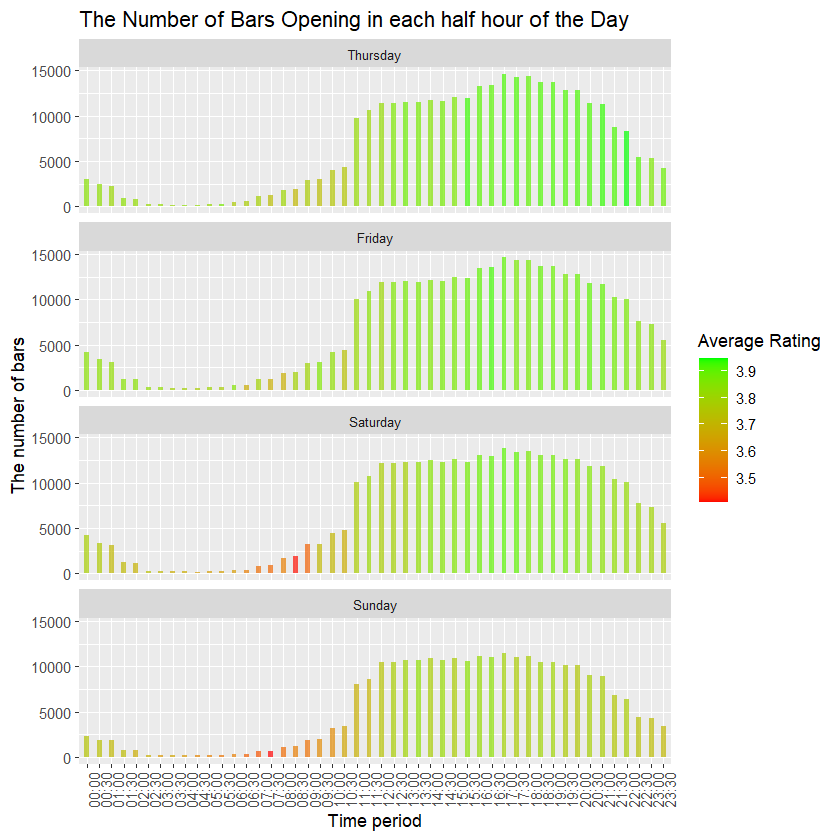 The Number of Bars Opening in each half hour of the Day
Thursday
15000
10000
5000
0
Friday
15000
10000
5000
0
Saturday
15000
10000
5000
0
Sunday
15000
10000
5000
0
The number of bars
00:00 00:30 01:00 01:30 02:00 02:30 03:00 03:30 04:00 04:30 05:00 05:30 06:00 06:30 07:00 07:30 08:00 08:30 09:00 09:30 10:00 10:30 11:00 11:30 12:00 12:30 13:00 13:30 14:00 14:30 15:00 15:30 16:00 16:30 17:00 17:30 18:00 18:30 19:00 19:30 20:00 20:30 21:00 21:30 22:00 22:30 23:00 23:30
Time period
Average Rating
3.9
3.8
3.7
3.6
3.5